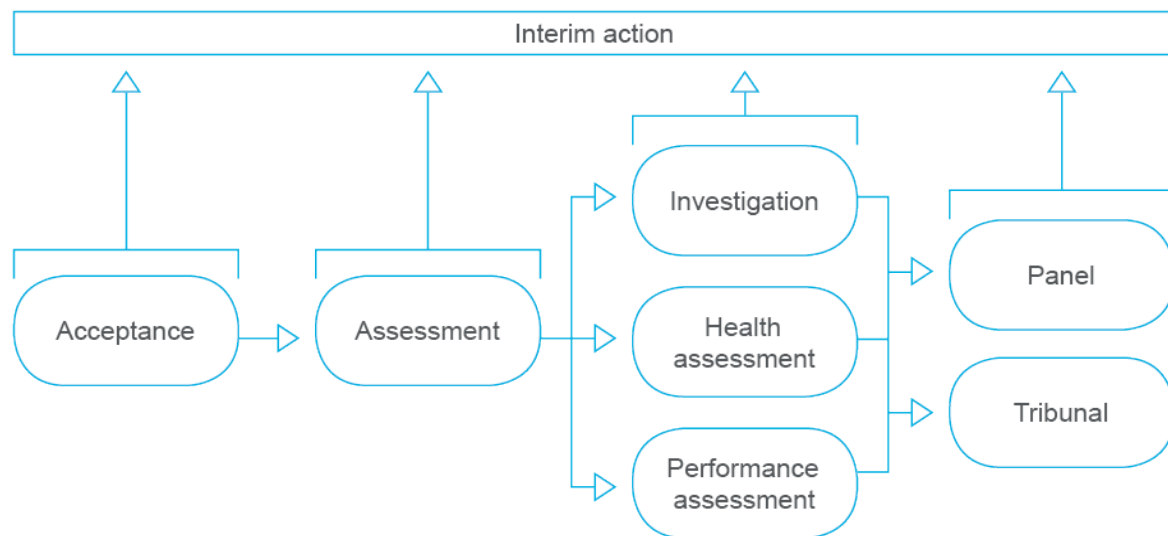 Interim action
Acceptance
Assessment
Investigation
Health
assessment
Performance
assessment
Panel
Tribunal